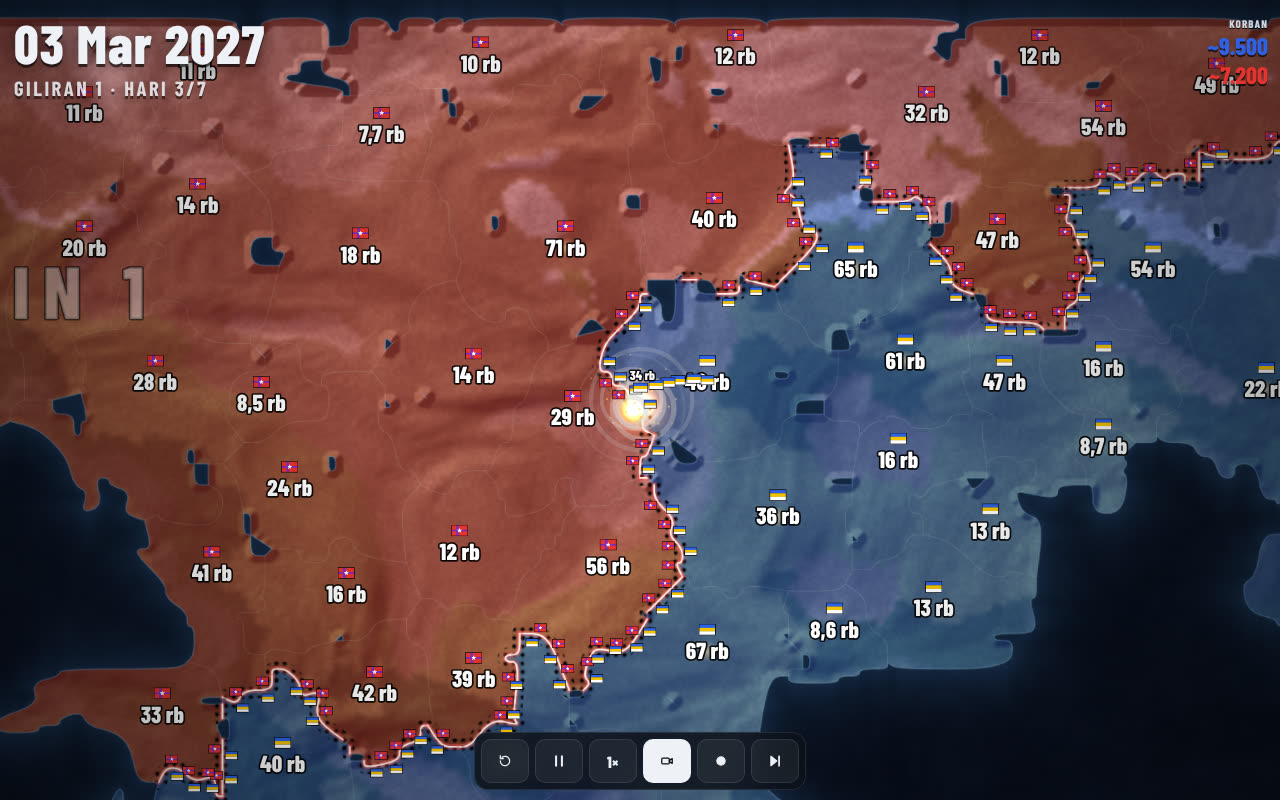 03 Mar 2027
GILIRAN 1 · HARI 3/7
KORBAN
~9.500
~7.200
IN 1
11 rb
11 rb
10 rb
12 rb
12 rb
49 rb
7,7 rb
32 rb
54 rb
14 rb
40 rb
20 rb
18 rb
71 rb
47 rb
65 rb
54 rb
28 rb
8,5 rb
14 rb
34 rb
61 rb
47 rb
16 rb
22 rb
29 rb
24 rb
16 rb
8,7 rb
36 rb
13 rb
41 rb
16 rb
12 rb
56 rb
13 rb
8,6 rb
67 rb
33 rb
42 rb
39 rb
40 rb
1×